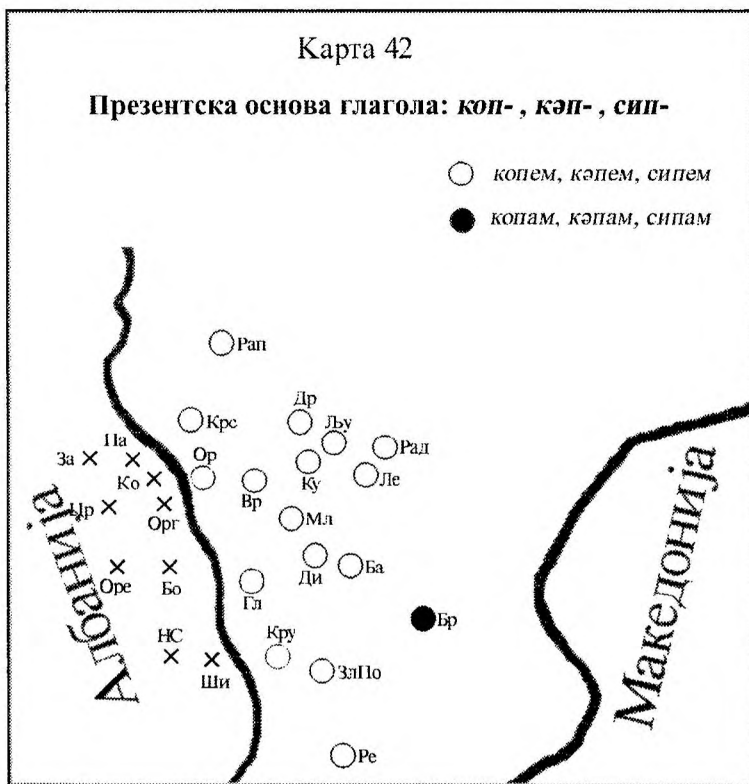 Карта 42
Презентска основа глагола: коп- , кәп- , сип-
копем, кәпем, сипем
копам, кәпам, сипам
Рап
Крс
Др
Љу
Рад
Па
За
Ор
Ко
Вр
Ку
Ле
Цр
Орг
Мл
Оре
Бо
Гл
Ди
Ба
Бр
НС
Ши
Кру
ЗлПо
Ре
Албанија
Македонија